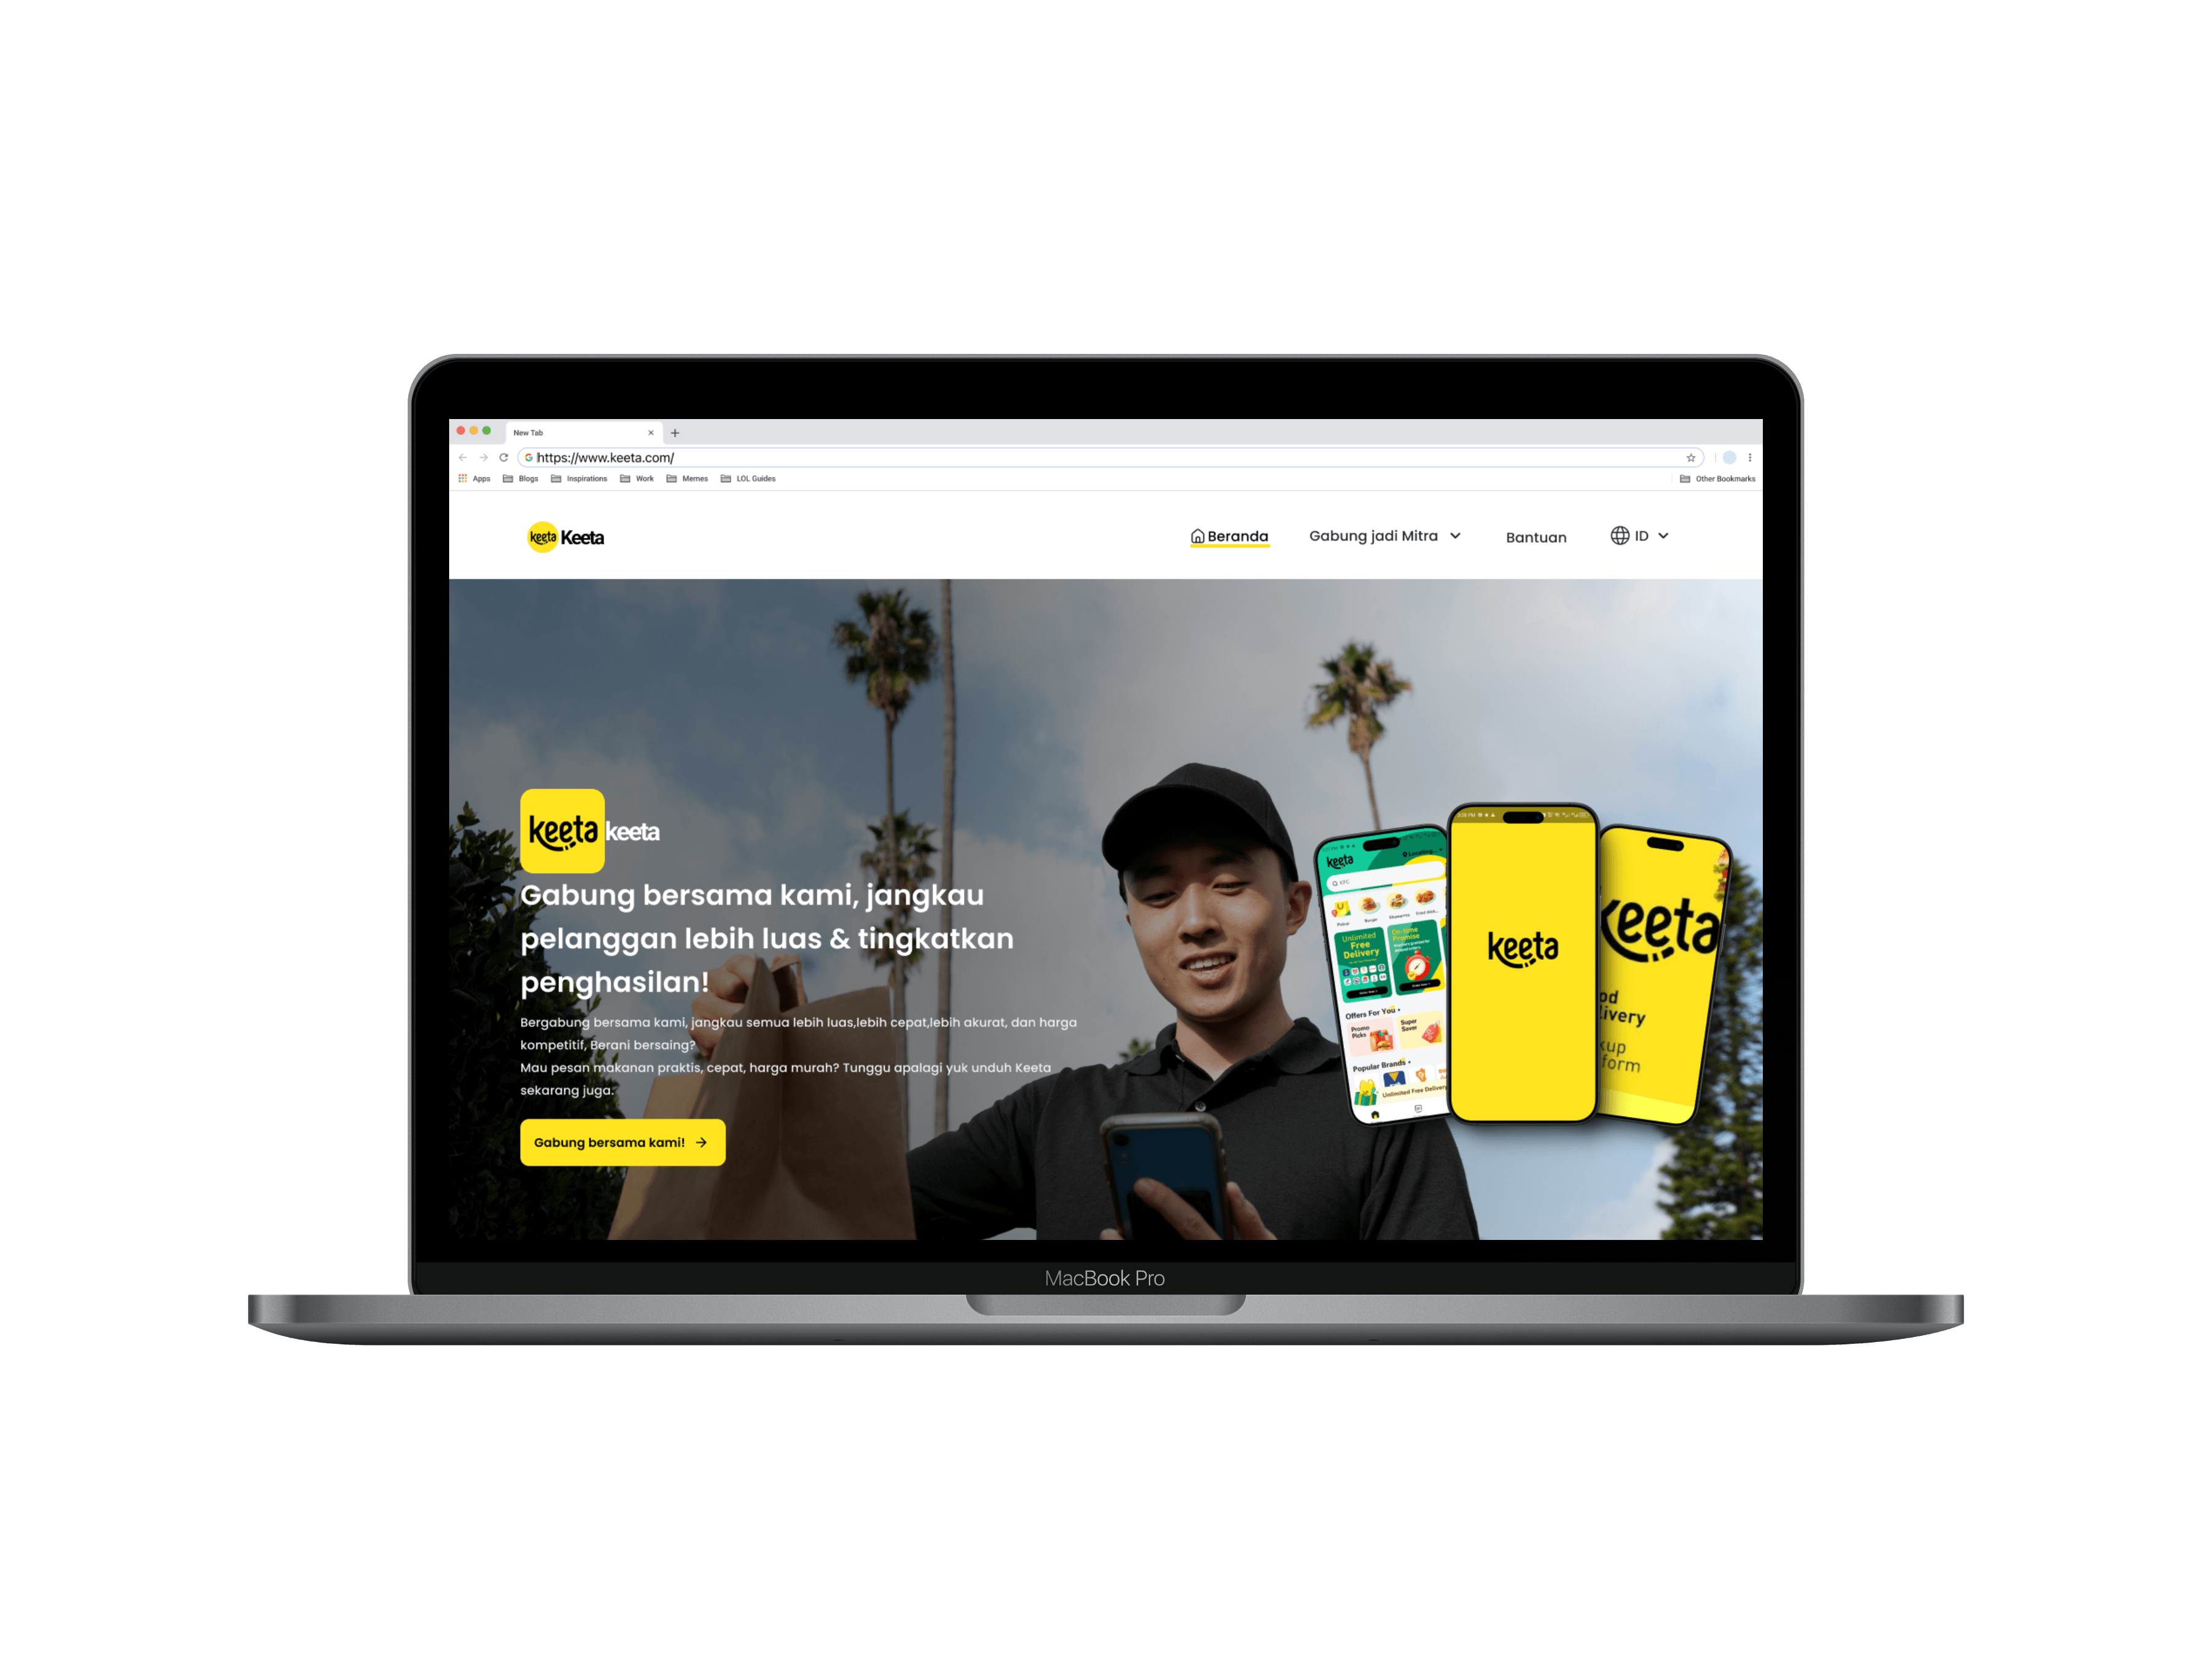 New Tab
https://www.keeta.com/
Apps Blogs Inspirations Work Memes LOL Guides Other Bookmarks
keeta Keeta
Beranda Gabung jadi Mitra Bantuan ID
keeta keeta
Gabung bersama kami, jangkau
pelanggan lebih luas & tingkatkan
penghasilan!
Bergabung bersama kami, jangkau semua lebih luas,lebih cepat,lebih akurat, dan harga
kompetitif, Berani bersaing?
Mau pesan makanan praktis, cepat, harga murah? Tunggu apalagi yuk unduh Keeta
sekarang juga.
Gabung bersama kami!
keeta
KFC
Unlimited
Free
Delivery
On-time
Promise
Offers For You
Promo
Picks
Super
Saver
Popular Brands
Unlimited Free Delivery
keeta
keeta
od
livery
kup
form
MacBook Pro